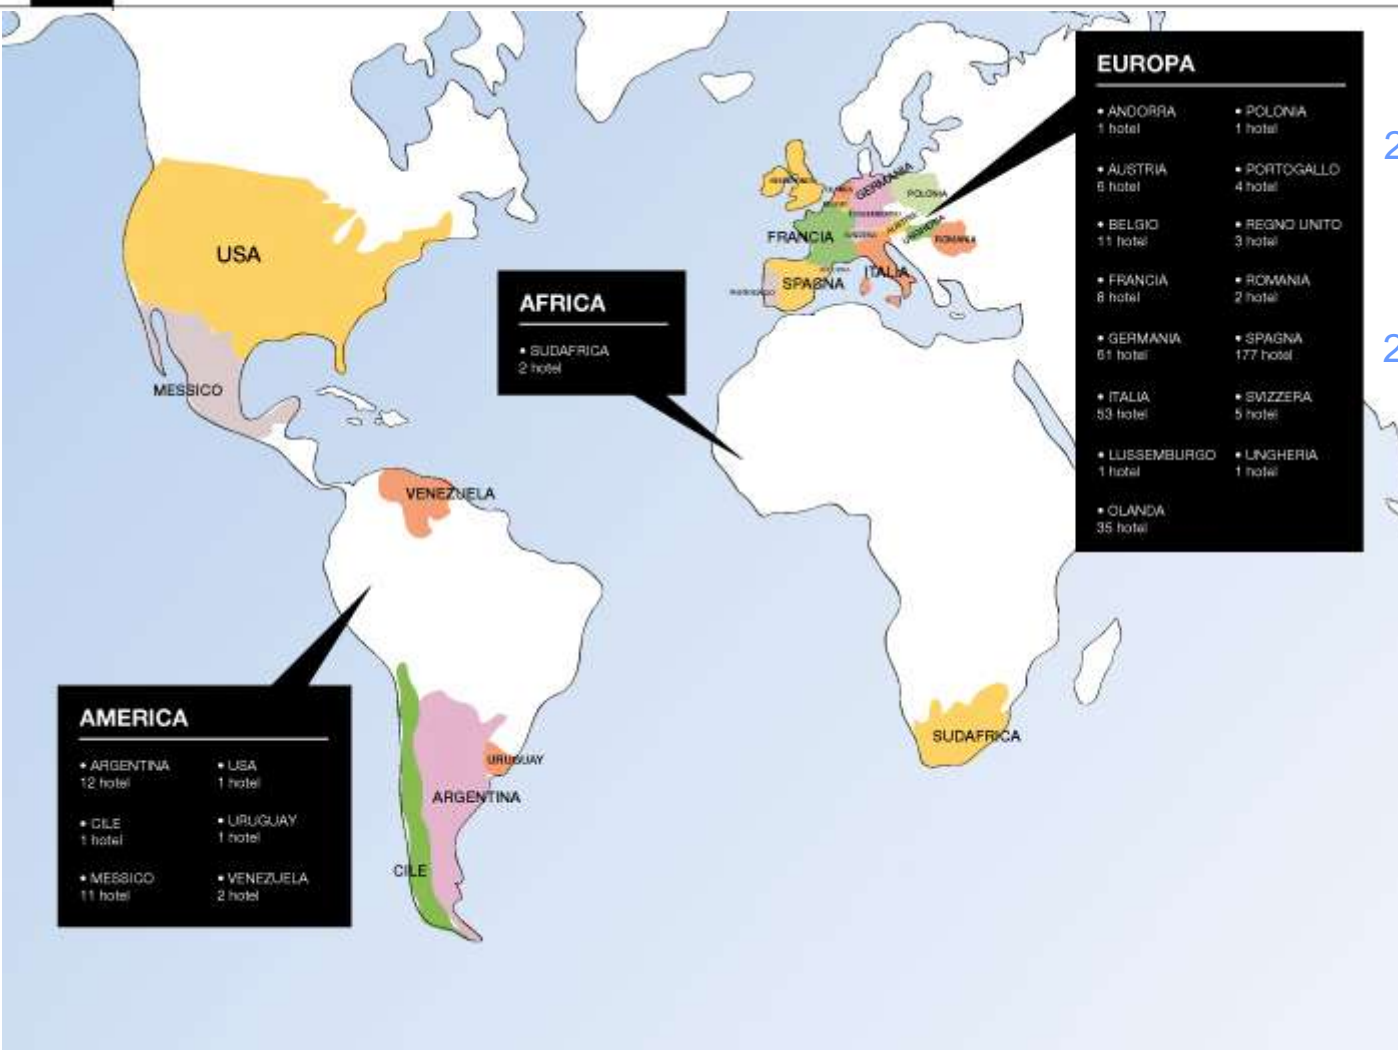 EUROPA
• ANDORRA
1 hotel
• AUSTRIA
6 hotel
• BELGIO
11 hotel
• FRANCIA
8 hotel
• GERMANIA
61 hotel
• ITALIA
53 hotel
• LUSSEMBURGO
1 hotel
• OLANDA
35 hotel
• POLONIA
1 hotel
• PORTOGALLO
4 hotel
• REGNO UNITO
3 hotel
• ROMANIA
2 hotel
• SPAGNA
177 hotel
• SVIZZERA
5 hotel
• UNGHERIA
1 hotel
2
2
GERMANIA
POLONIA
AUSTRIA
UNGHERIA
ROMANIA
FRANCIA
ITALIA
SPAGNA
USA
MESSICO
AFRICA
• SUDAFRICA
2 hotel
VENEZUELA
SUDAFRICA
URUGUAY
ARGENTINA
CILE
AMERICA
• ARGENTINA
12 hotel
• CILE
1 hotel
• MESSICO
11 hotel
• USA
1 hotel
• URUGUAY
1 hotel
• VENEZUELA
2 hotel